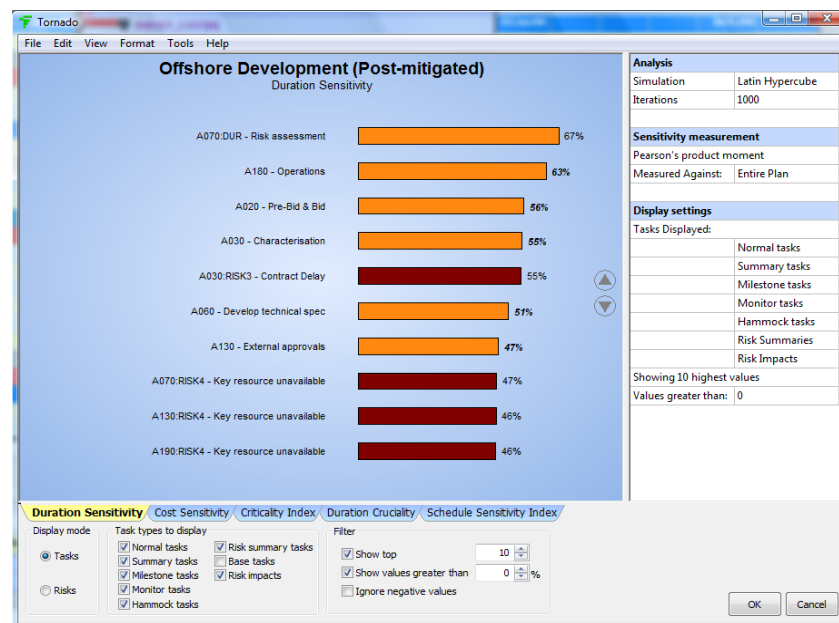 Tornado
File Edit View Format Tools Help
Offshore Development (Post-mitigated)
Duration Sensitivity
A070:DUR - Risk assessment 67%
A180 - Operations 63%
A020 - Pre-Bid & Bid 56%
A030 - Characterisation 55%
A030:RISK3 - Contract Delay 55%
A060 - Develop technical spec 51%
A130 - External approvals 47%
A070:RISK4 - Key resource unavailable 47%
A130:RISK4 - Key resource unavailable 46%
A190:RISK4 - Key resource unavailable 46%
Analysis
Simulation Latin Hypercube
Iterations 1000
Sensitivity measurement
Pearson's product moment
Measured Against: Entire Plan
Display settings
Tasks Displayed:
Normal tasks
Summary tasks
Milestone tasks
Monitor tasks
Hammock tasks
Risk Summaries
Risk Impacts
Showing 10 highest values
Values greater than: 0
Duration Sensitivity Cost Sensitivity Criticality Index Duration Cruciality Schedule Sensitivity Index
Display mode
Tasks
Risks
Task types to display
Normal tasks Risk summary tasks
Summary tasks Base tasks
Milestone tasks Risk impacts
Monitor tasks
Hammock tasks
Filter
Show top 10
Show values greater than 0 %
Ignore negative values
OK Cancel